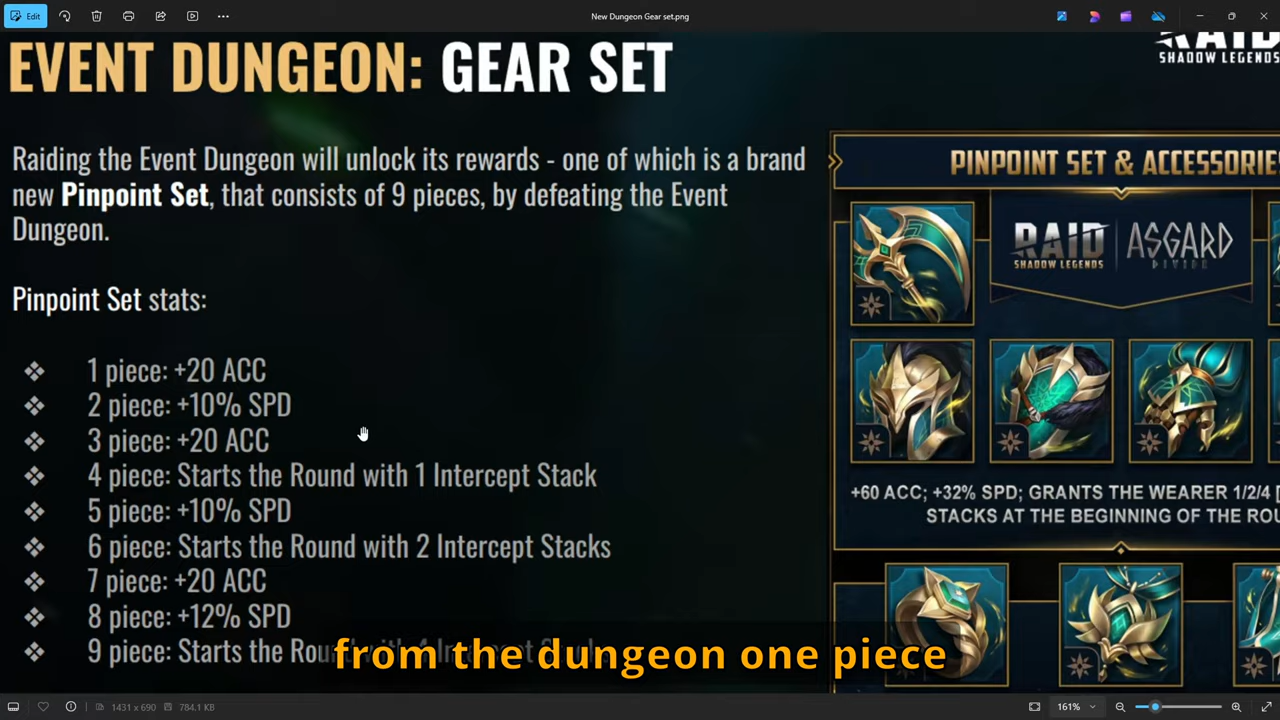 Edit
New Dungeon Gear set.png
EVENT DUNGEON: GEAR SET
RAID
SHADOW LEGENDS
Raiding the Event Dungeon will unlock its rewards - one of which is a brand
new Pinpoint Set, that consists of 9 pieces, by defeating the Event
Dungeon.
Pinpoint Set stats:
❖ 1 piece: +20 ACC
❖ 2 piece: +10% SPD
❖ 3 piece: +20 ACC
❖ 4 piece: Starts the Round with 1 Intercept Stack
❖ 5 piece: +10% SPD
❖ 6 piece: Starts the Round with 2 Intercept Stacks
❖ 7 piece: +20 ACC
❖ 8 piece: +12% SPD
❖ 9 piece: Starts the
PINPOINT SET & ACCESSORIE
RAID
SHADOW LEGENDS
ASGARD
+60 ACC; +32% SPD; GRANTS THE WEARER 1/2/4 [
STACKS AT THE BEGINNING OF THE ROU
from the dungeon one piece
1431 x 690
784.1 KB
161%